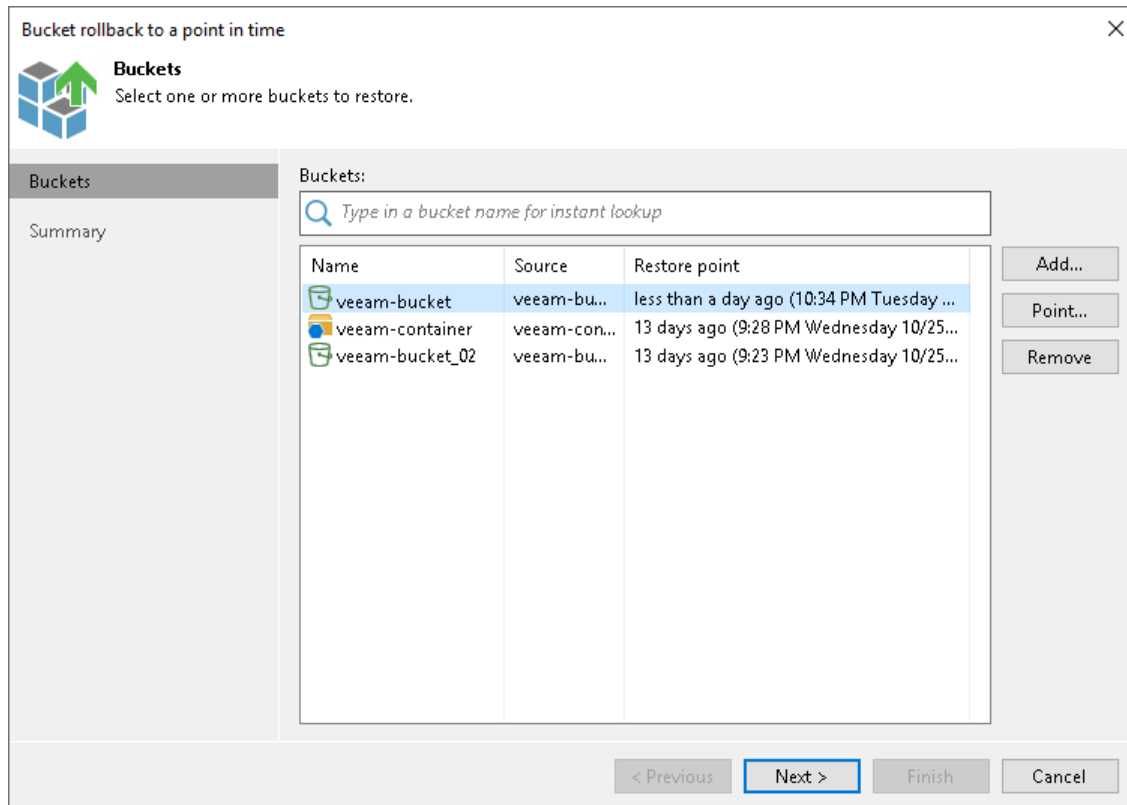 Bucket rollback to a point in time
Buckets
Select one or more buckets to restore.
Buckets
Summary
Buckets:
Type in a bucket name for instant lookup
Name Source Restore point
veeam-bucket veeam-bu... less than a day ago (10:34 PM Tuesday ...
veeam-container veeam-con... 13 days ago (9:28 PM Wednesday 10/25...
veeam-bucket_02 veeam-bu... 13 days ago (9:23 PM Wednesday 10/25...
Add...
Point...
Remove
< Previous Next > Finish Cancel